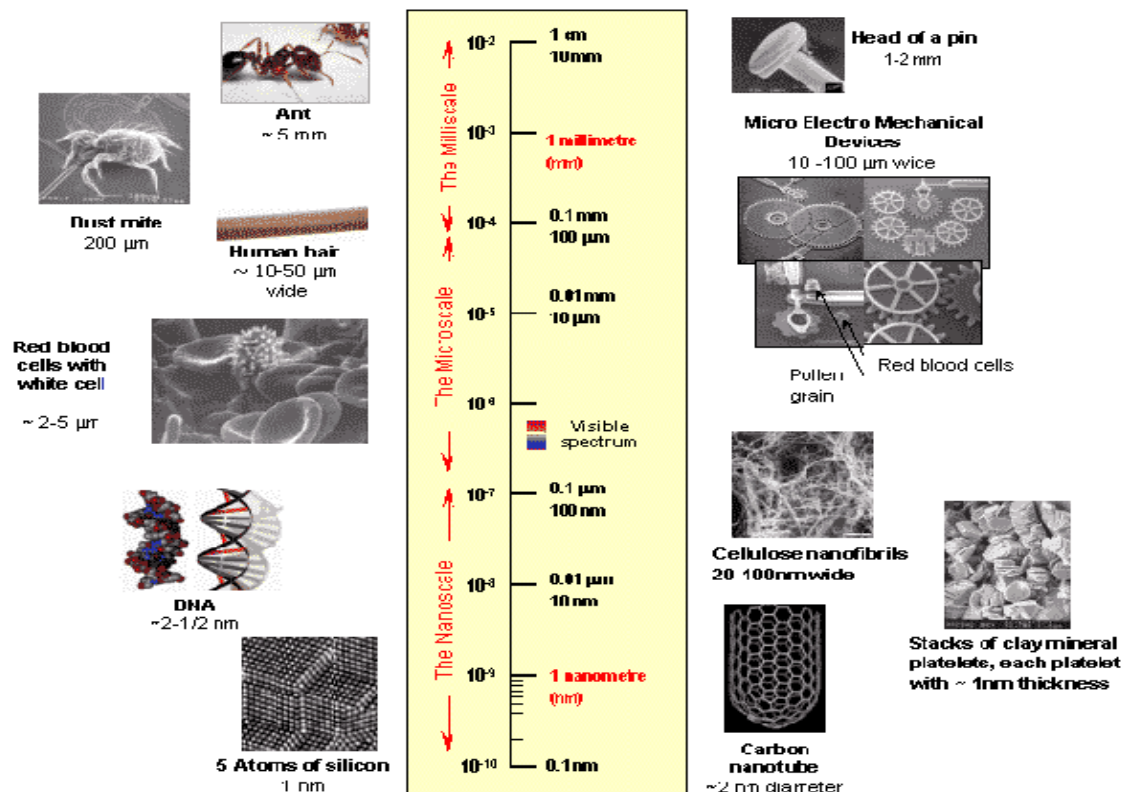 Ant
~ 5 mm
Dust mite
200 µm
Human hair
~ 10-50 µm
wide
Red blood
cells with
white cell
~ 2-5 µm
DNA
~2-1/2 nm
5 Atoms of silicon
1 nm
The Milliscale
The Microscale
The Nanoscale
10-2
1 cm
10mm
10-3
1 millimetre
(mm)
10-4
0.1 mm
100 µm
10-5
0.01 mm
10 µm
10-6
Visible
spectrum
10-7
0.1 µm
100 nm
10-8
0.01 µm
10 nm
10-9
1 nanometre
(nm)
10-10
0.1nm
Head of a pin
1-2 mm
Micro Electro Mechanical
Devices
10 -100 µm wice
Red blood cells
Pollen
grain
Cellulose nanofibrils
20 100nm wide
Stacks of clay mineral
platelets, each platelet
with ~ 1nm thickness
Carbon
nanotube
~2 nm diameter